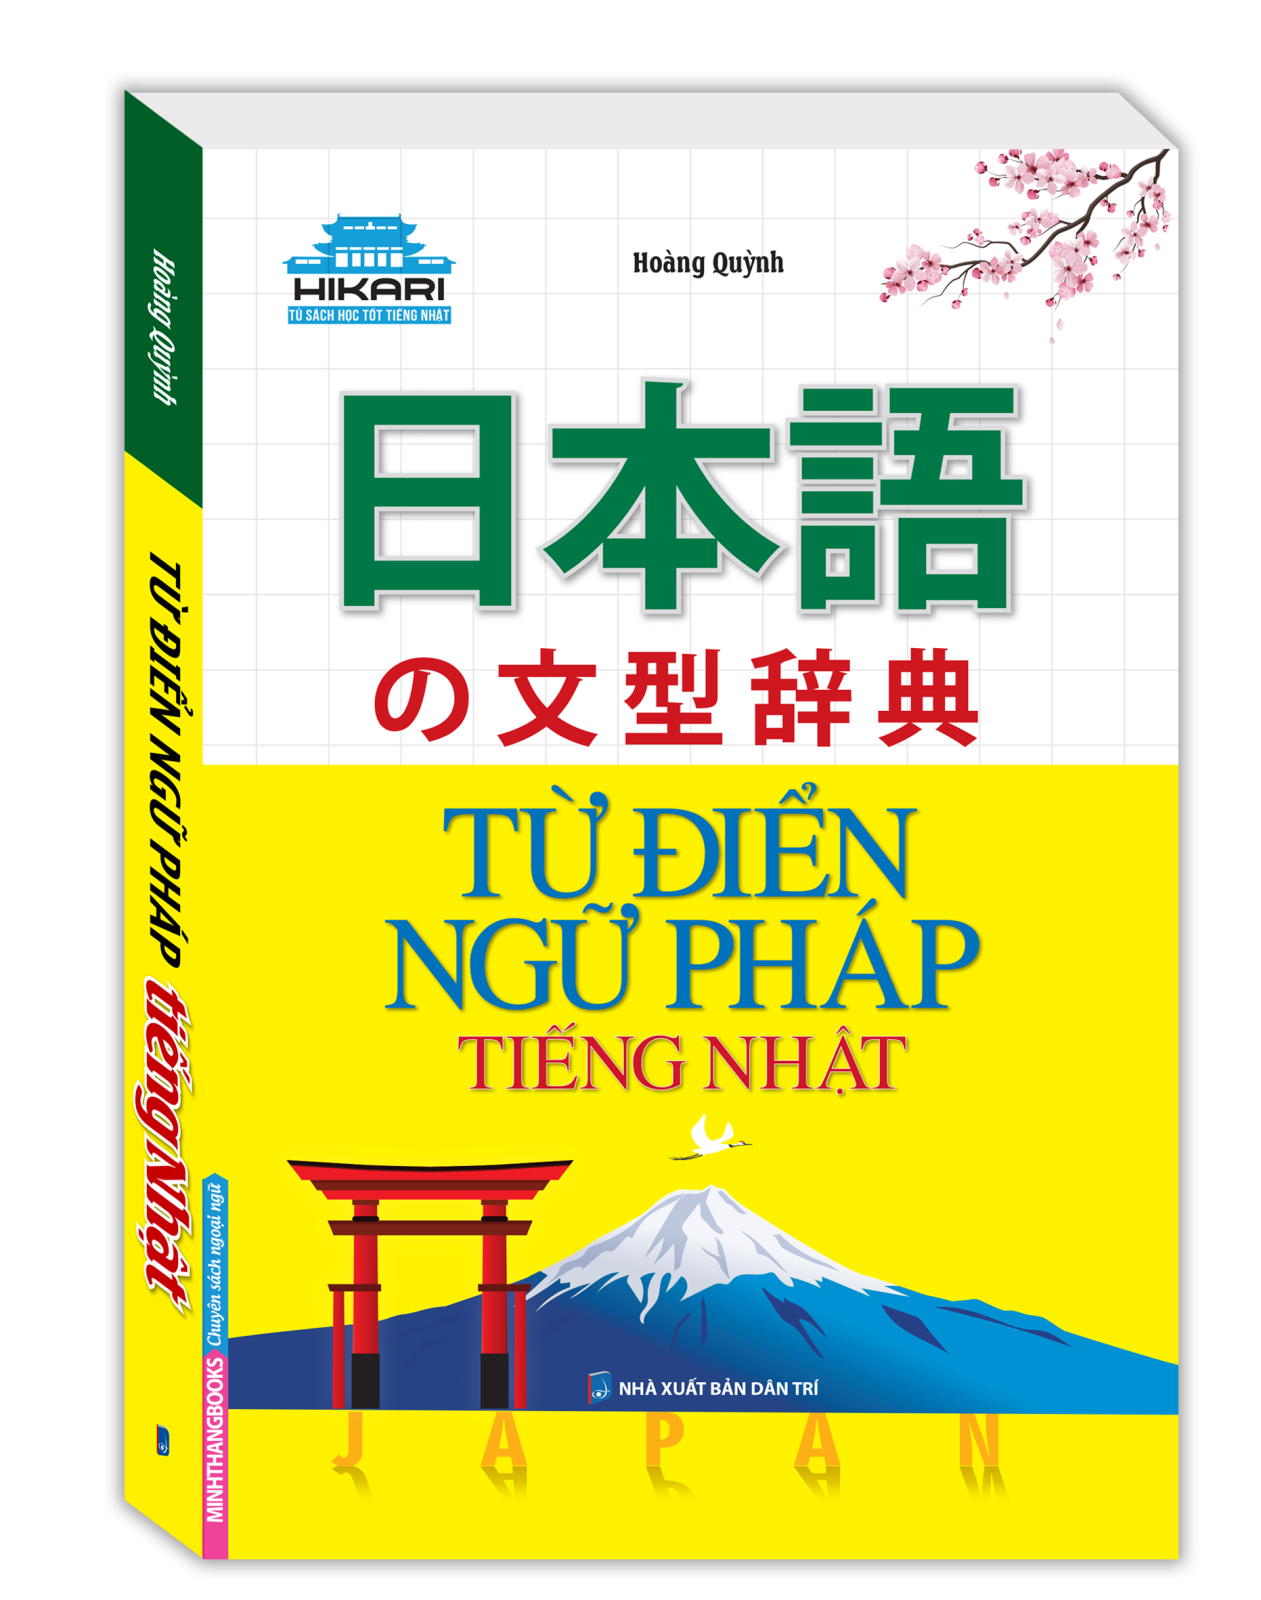 Hoàng Quỳnh
HIKARI
TỦ SÁCH HỌC TỐT TIẾNG NHẬT
日本語
の文型辞典
TỪ ĐIỂN
NGỮ PHÁP
TIẾNG NHẬT
NHÀ XUẤT BẢN DÂN TRÍ
JAPAN
Hoàng Quỳnh
TỪ ĐIỂN NGỮ PHÁP tiếng Nhật
Chuyên sách ngoại ngữ
MINHTHANGBOOKS